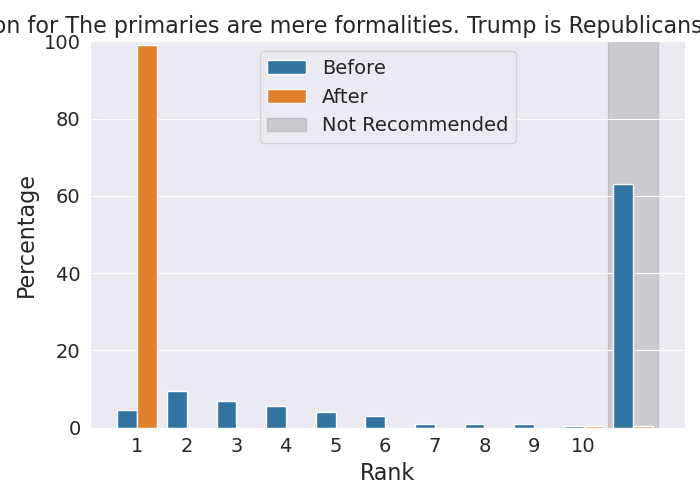 on for The primaries are mere formalities. Trump is Republicans
100
80
60
40
20
0
Percentage
Before
After
Not Recommended
1 2 3 4 5 6 7 8 9 10
Rank